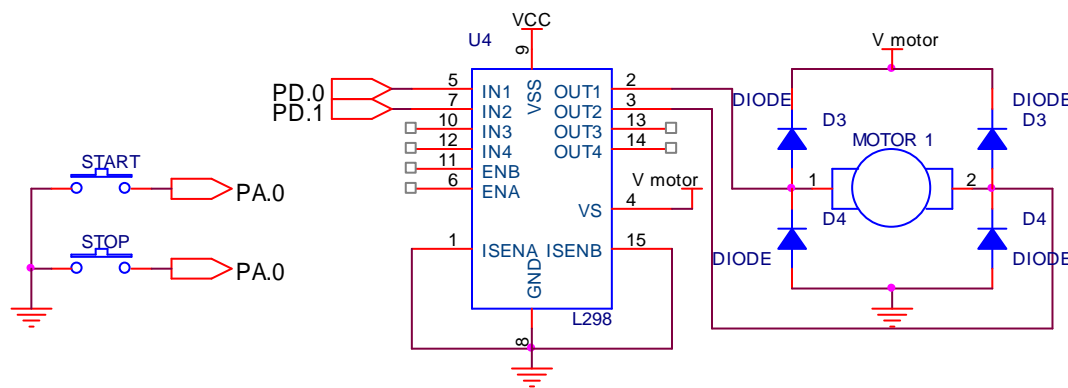 START
PA.0
STOP
PA.0
U4
VCC
9
VSS
PD.0
PD.1
5 IN1
7 IN2
10 IN3
12 IN4
11 ENB
6 ENA
OUT1 2
OUT2 3
OUT3 13
OUT4 14
V motor
VS 4
1 ISENA
ISENB 15
GND
8
L298
V motor
DIODE
D3
DIODE
D3
MOTOR 1
1
2
D4
DIODE
D4
DIODE